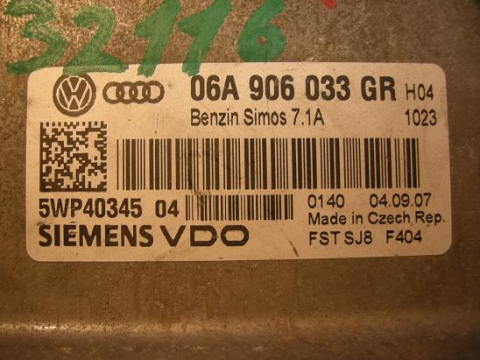 32116
06A 906 033 GR H04
Benzin Simos 7.1A 1023
5WP40345 04 0140 04.09.07
Made in Czech Rep.
SIEMENS VDO FST SJ8 F404